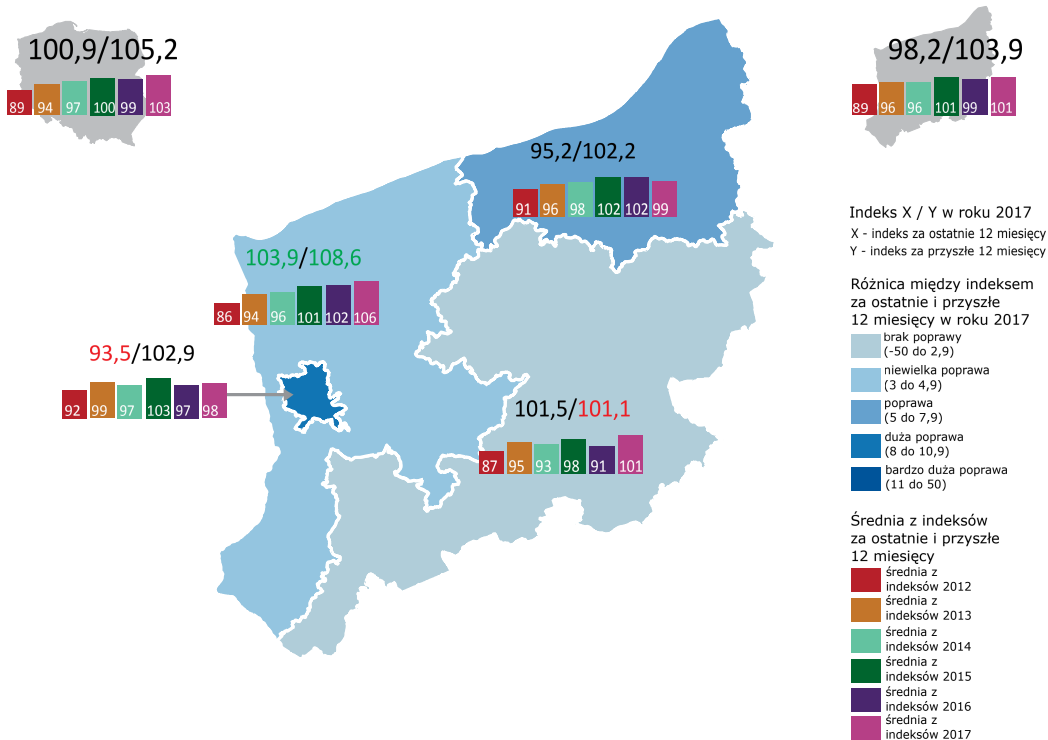 100,9/105,2
89 94 97 100 99 103
98,2/103,9
89 96 96 101 99 101
95,2/102,2
91 96 98 102 102 99
103,9/108,6
86 94 96 101 102 106
93,5/102,9
92 99 97 103 97 98
101,5/101,1
87 95 93 98 91 101
Indeks X / Y w roku 2017
X - indeks za ostatnie 12 miesięcy
Y - indeks za przyszłe 12 miesięcy
Różnica między indeksem
za ostatnie i przyszłe
12 miesięcy w roku 2017
brak poprawy
(-50 do 2,9)
niewielka poprawa
(3 do 4,9)
poprawa
(5 do 7,9)
duża poprawa
(8 do 10,9)
bardzo duża poprawa
(11 do 50)
Średnia z indeksów
za ostatnie i przyszłe
12 miesięcy
średnia z
indeksów 2012
średnia z
indeksów 2013
średnia z
indeksów 2014
średnia z
indeksów 2015
średnia z
indeksów 2016
średnia z
indeksów 2017